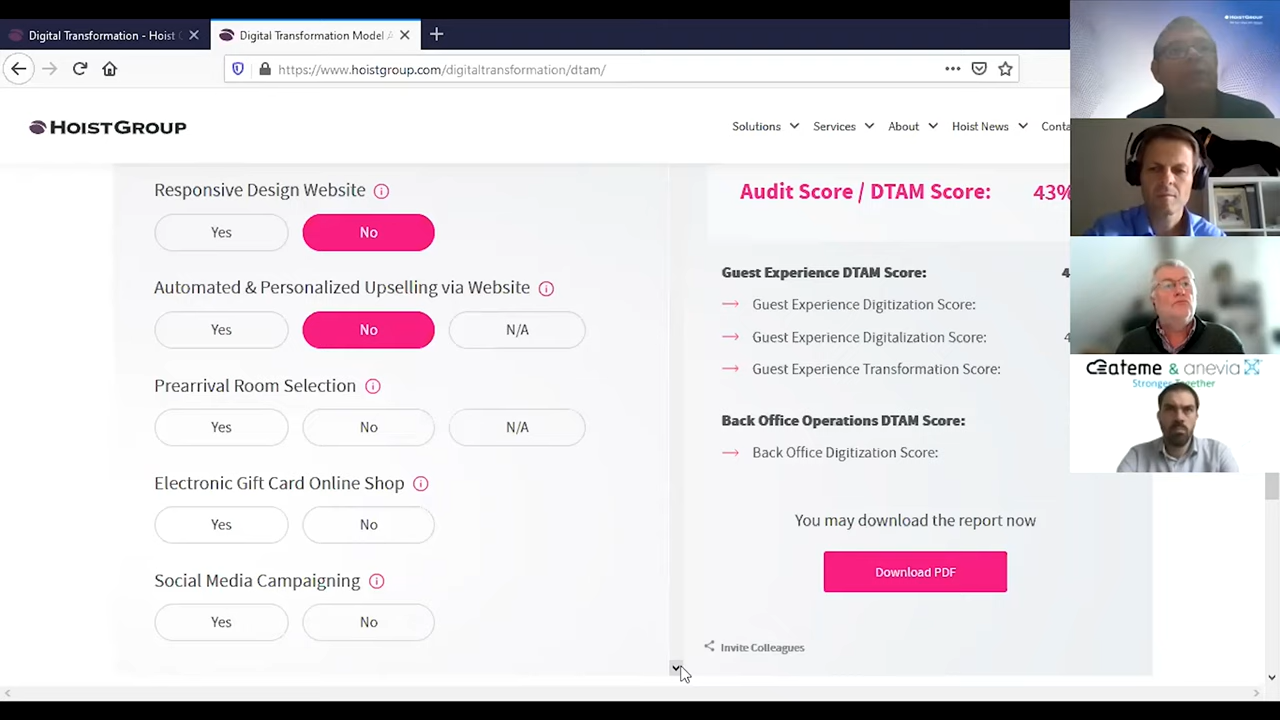 Digital Transformation - Hoist
Digital Transformation Model
https://www.hoistgroup.com/digitaltransformation/dtam/
HOISTGROUP
HOISTGROUP
Solutions
Services
About
Hoist News
Conta
Responsive Design Website
Yes
No
Automated & Personalized Upselling via Website
Yes
No
N/A
Prearrival Room Selection
Yes
No
N/A
Electronic Gift Card Online Shop
Yes
No
Social Media Campaigning
Yes
No
Audit Score / DTAM Score: 43%
Guest Experience DTAM Score: 4
Guest Experience Digitization Score:
Guest Experience Digitalization Score: 4
Guest Experience Transformation Score:
Back Office Operations DTAM Score:
Back Office Digitization Score:
You may download the report now
Download PDF
Invite Colleagues
ateme & anevia
Stronger Together